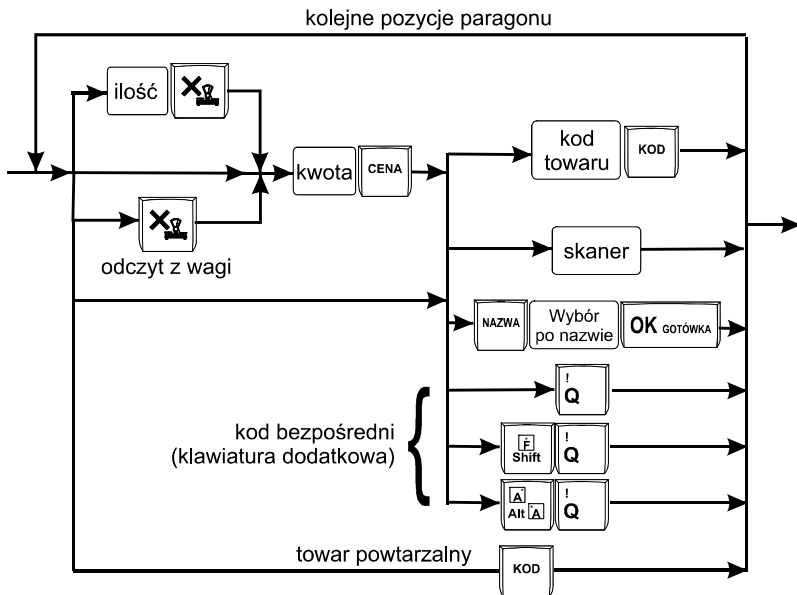 kolejne pozycje paragonu
ilość
kwota CENA
odczyt z wagi
kod
towaru
KOD
skaner
NAZWA
Wybór
po nazwie
OK GOTÓWKA
kod bezpośredni
(klawiatura dodatkowa)
!
Q
F
Shift
!
Q
A
Alt A
!
Q
towar powtarzalny
KOD